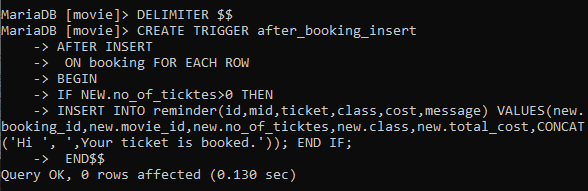 MariaDB [movie]> DELIMITER $$
MariaDB [movie]> CREATE TRIGGER after_booking_insert
    -> AFTER INSERT
    ->  ON booking FOR EACH ROW
    -> BEGIN
    -> IF NEW.no_of_ticktes>0 THEN
    -> INSERT INTO reminder(id,mid,ticket,class,cost,message) VALUES(new.
booking_id,new.movie_id,new.no_of_ticktes,new.class,new.total_cost,CONCAT
('Hi ', ',Your ticket is booked.')); END IF;
    ->  END$$
Query OK, 0 rows affected (0.130 sec)